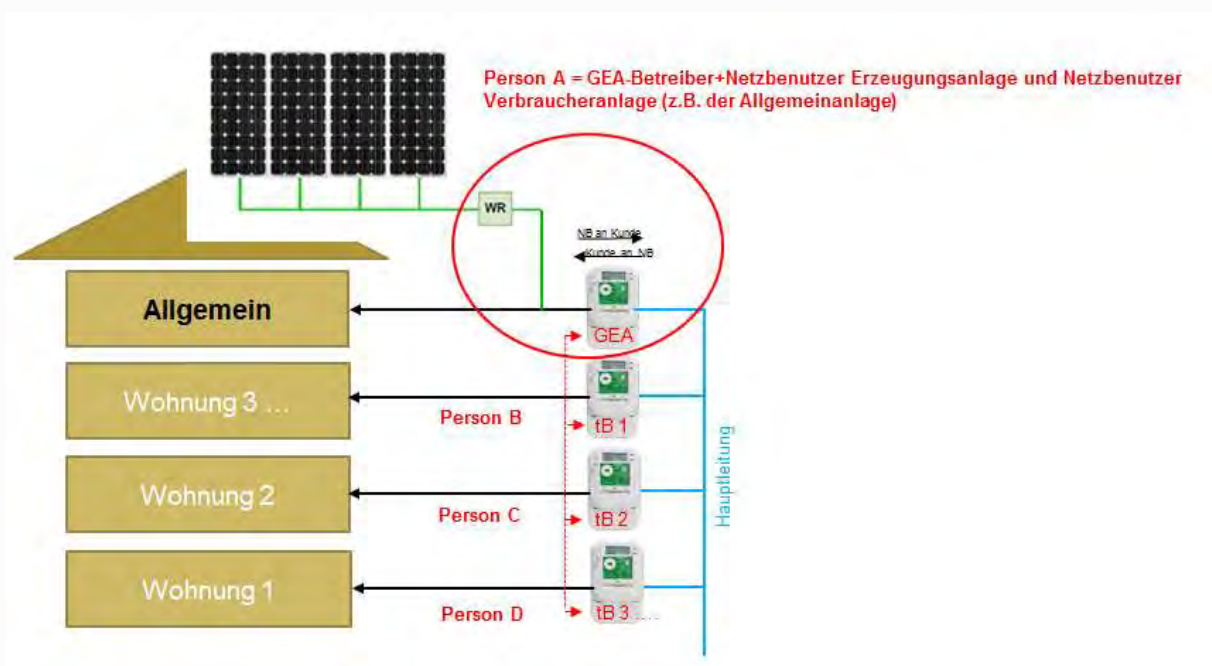 Person A = GEA-Betreiber+Netzbenutzer Erzeugungsanlage und Netzbenutzer
Verbraucheranlage (z.B. der Allgemeinanlage)
WR
NB an Kunde
Kunde an NB
Allgemein
GEA
Wohnung 3 ...
Person B
tB 1
Hauptleitung
Wohnung 2
Person C
tB 2
Wohnung 1
Person D
tB 3 .....